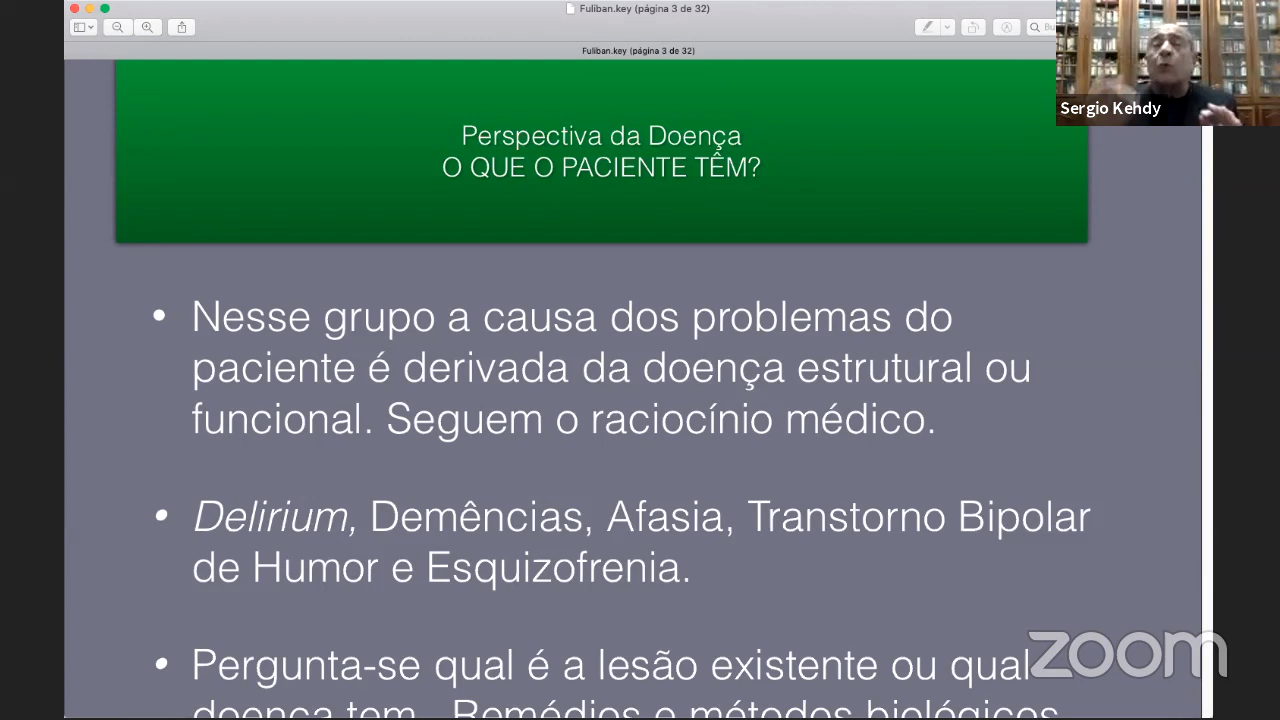 Fuliban.key (página 3 de 32)
Fuliban.key (página 3 de 32)
Sergio Kehdy
Perspectiva da Doença
O QUE O PACIENTE TÊM?
• Nesse grupo a causa dos problemas do
paciente é derivada da doença estrutural ou
funcional. Seguem o raciocínio médico.
• Delirium, Demências, Afasia, Transtorno Bipolar
de Humor e Esquizofrenia.
• Pergunta-se qual é a lesão existente ou qual
doença tem. Remédios e métodos biológicos
zoom